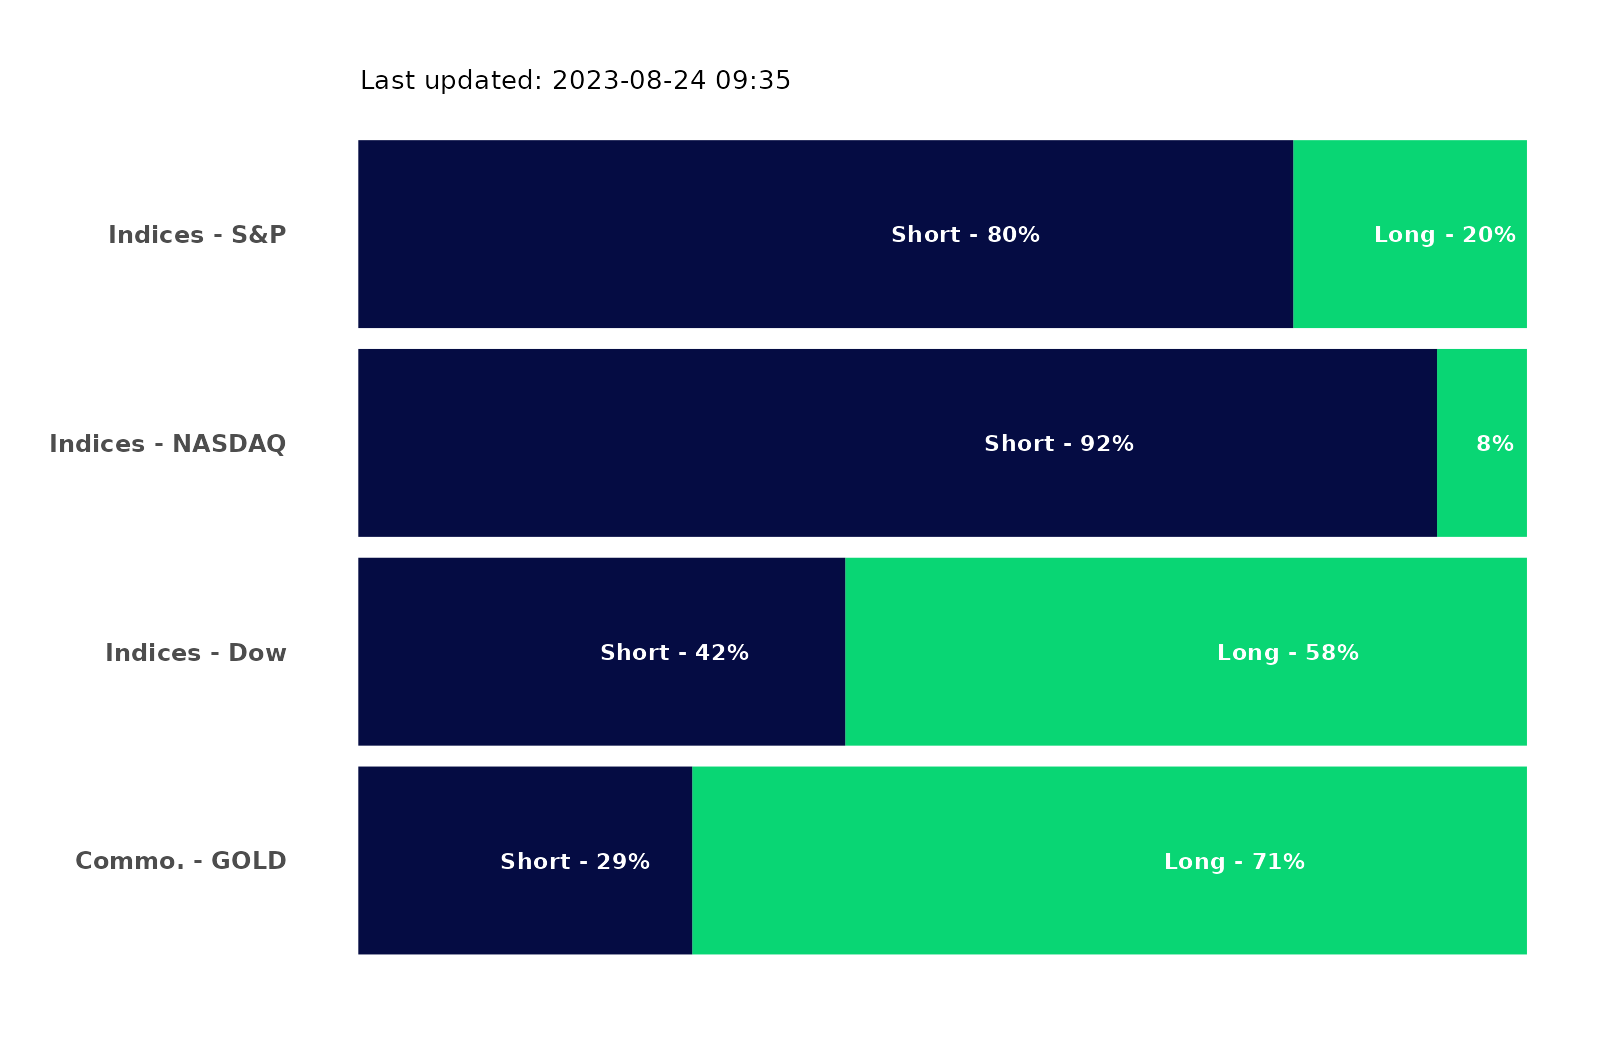 Last updated: 2023-08-24 09:35
Indices - S&P Short - 80% Long - 20%
Indices - NASDAQ Short - 92% 8%
Indices - Dow Short - 42% Long - 58%
Commo. - GOLD Short - 29% Long - 71%